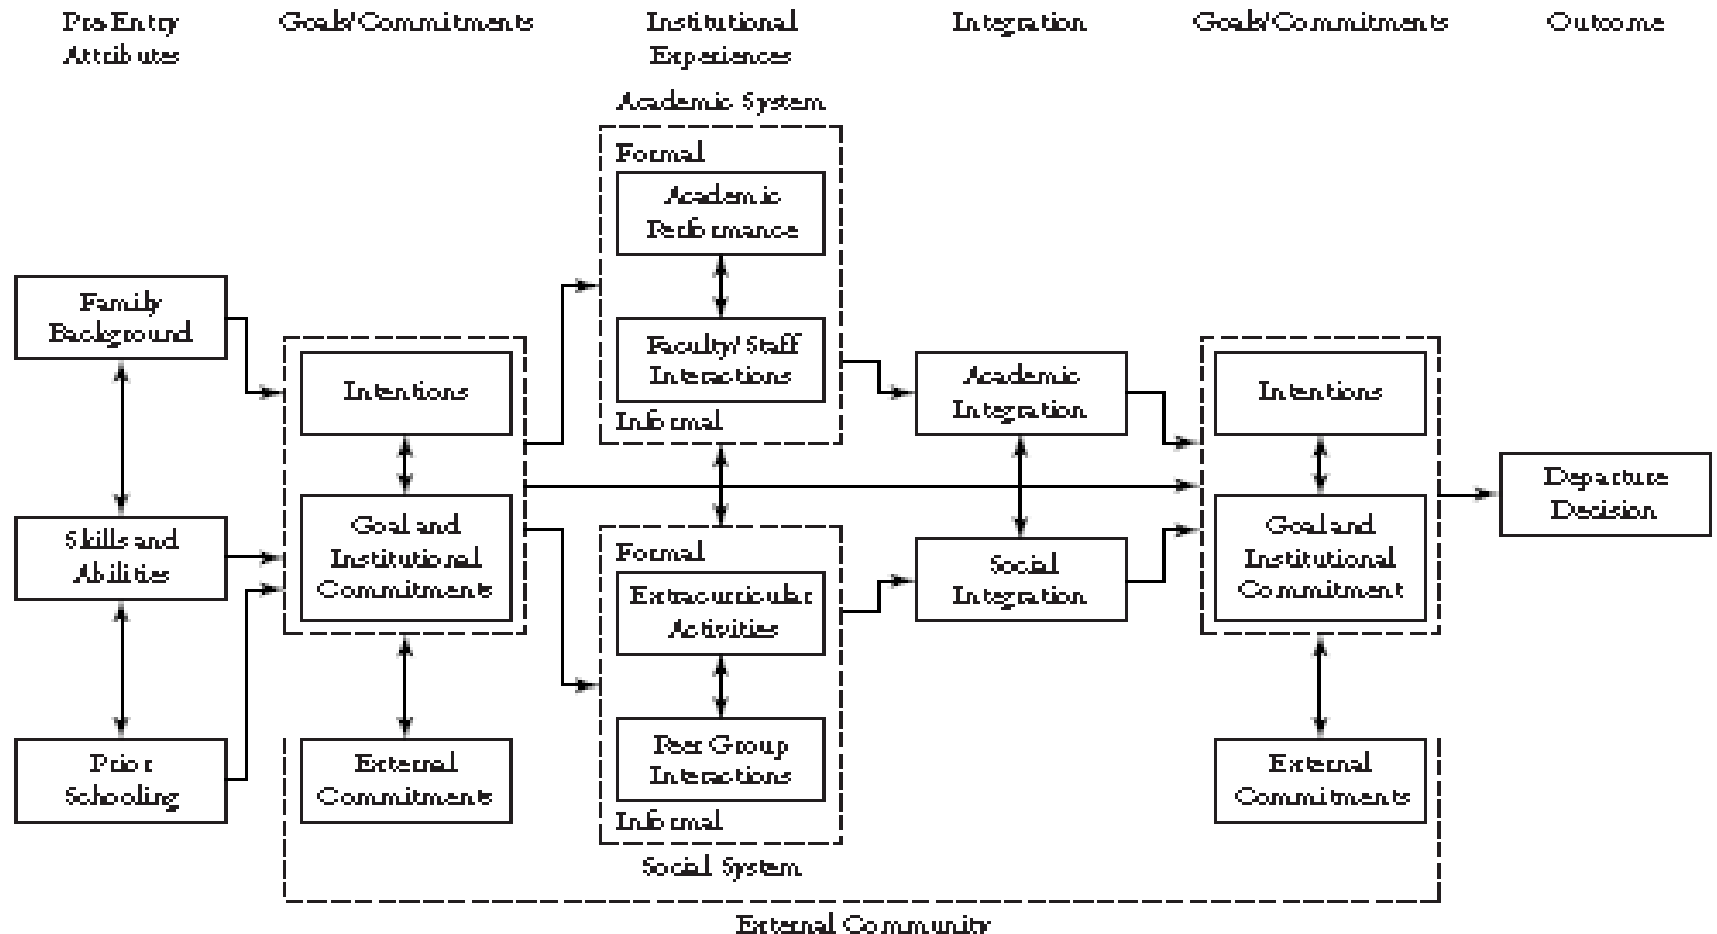 Pre-Entry
Attributes
Goals/Commitments
Institutional
Experiences
Integration
Goals/Commitments
Outcome
Academic System
Formal
Academic
Performance
Faculty/Staff
Interactions
Informal
Family
Background
Skills and
Abilities
Prior
Schooling
Intentions
Goal and
Institutional
Commitments
External
Commitments
Formal
Extracurricular
Activities
Peer Group
Interactions
Informal
Social System
Academic
Integration
Social
Integration
Intentions
Goal and
Institutional
Commitment
External
Commitments
Departure
Decision
External Community